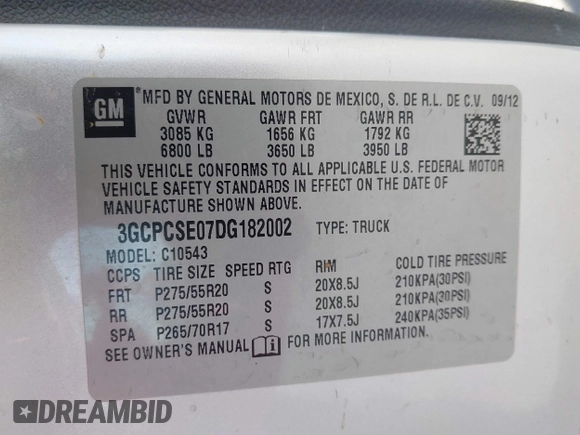 GM MFD BY GENERAL MOTORS DE MEXICO, S. DE R.L. DE C.V. 09/12
GVWR GAWR FRT GAWR RR
3085 KG 1656 KG 1792 KG
6800 LB 3650 LB 3950 LB
THIS VEHICLE CONFORMS TO ALL APPLICABLE U.S. FEDERAL MOTOR
VEHICLE SAFETY STANDARDS IN EFFECT ON THE DATE OF
MANUFACTURE SHOWN ABOVE.
3GCPCSE07DG182002 TYPE: TRUCK
MODEL: C10543
CCPS TIRE SIZE SPEED RTG RIM COLD TIRE PRESSURE
FRT P275/55R20 S 20X8.5J 210KPA(30PSI)
RR P275/55R20 S 20X8.5J 210KPA(30PSI)
SPA P265/70R17 S 17X7.5J 240KPA(35PSI)
SEE OWNER'S MANUAL FOR MORE INFORMATION.
DREAMBID